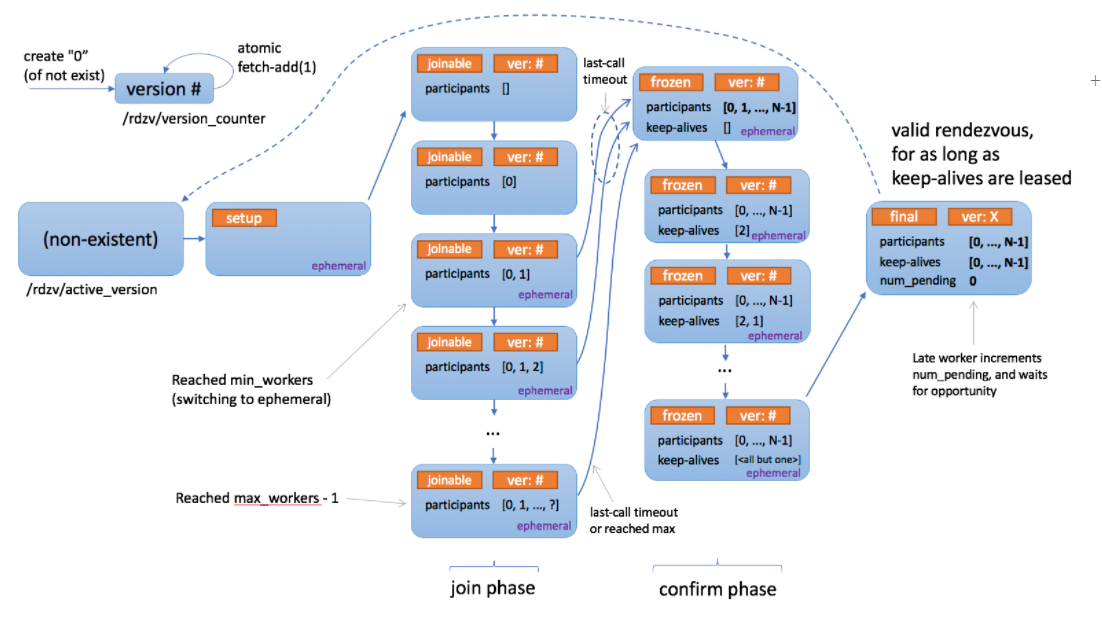 create "0”
(of not exist)
version #
atomic
fetch-add(1)
/rdzv/version_counter
(non-existent)
/rdzv/active_version
setup
ephemeral
joinable ver: #
participants []
joinable ver: #
participants [0]
joinable ver: #
participants [0, 1]
ephemeral
joinable ver: #
participants [0, 1, 2]
ephemeral
...
joinable ver: #
participants [0, 1, ..., ?]
ephemeral
Reached min_workers
(switching to ephemeral)
Reached max_workers - 1
join phase
last-call
timeout
last-call timeout
or reached max
frozen ver: #
participants [0, 1, ..., N-1]
keep-alives []
ephemeral
frozen ver: #
participants [0, ..., N-1]
keep-alives [2]
ephemeral
frozen ver: #
participants [0, ..., N-1]
keep-alives [2, 1]
ephemeral
...
frozen ver: #
participants [0, ..., N-1]
keep-alives [<all but one>]
ephemeral
confirm phase
valid rendezvous,
for as long as
keep-alives are leased
final ver: X
participants [0, ..., N-1]
keep-alives [0, ..., N-1]
num_pending 0
Late worker increments
num_pending, and waits
for opportunity